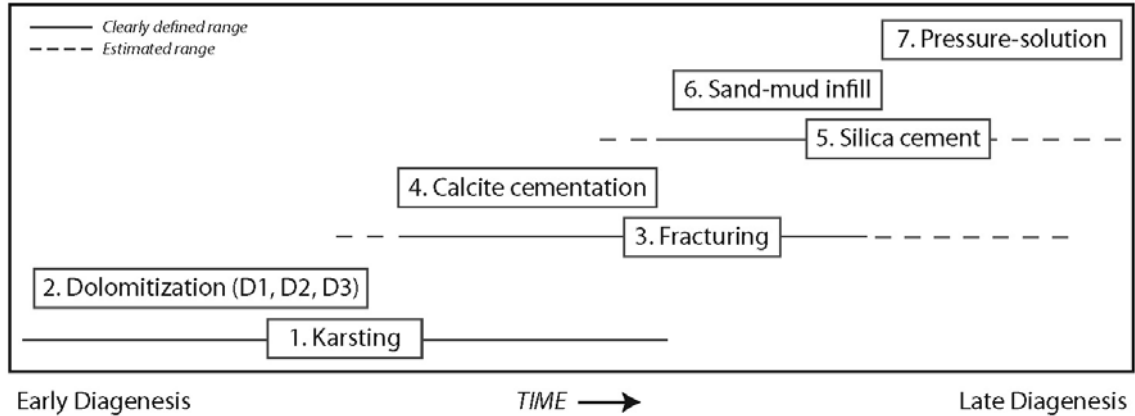 Clearly defined range
Estimated range
7. Pressure-solution
6. Sand-mud infill
5. Silica cement
4. Calcite cementation
3. Fracturing
2. Dolomitization (D1, D2, D3)
1. Karsting
Early Diagenesis TIME Late Diagenesis